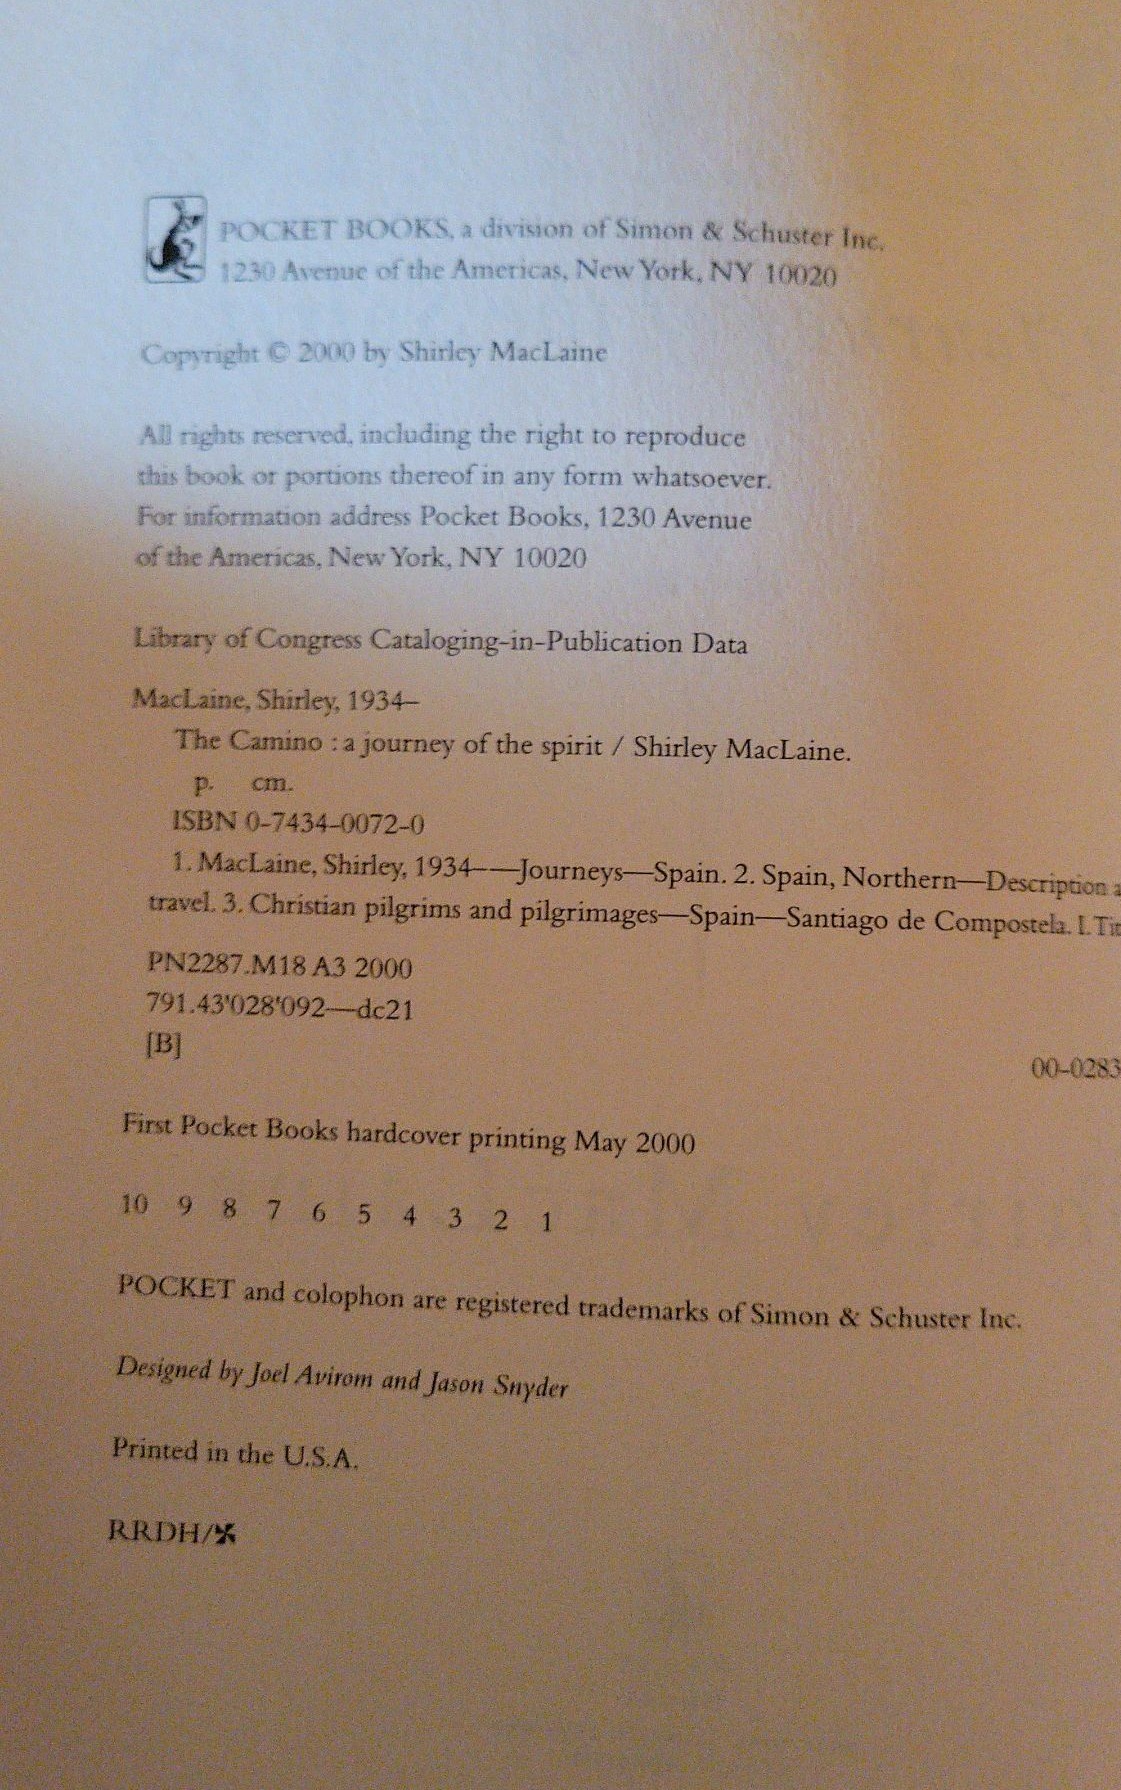 POCKET BOOKS, a division of Simon & Schuster Inc.
1230 Avenue of the Americas, New York, NY 10020
Copyright © 2000 by Shirley MacLaine
All rights reserved, including the right to reproduce
this book or portions thereof in any form whatsoever.
For information address Pocket Books, 1230 Avenue
of the Americas, New York, NY 10020
Library of Congress Cataloging-in-Publication Data
MacLaine, Shirley, 1934–
The Camino : a journey of the spirit / Shirley MacLaine.
p. cm.
ISBN 0-7434-0072-0
1. MacLaine, Shirley, 1934-—Journeys—Spain. 2. Spain, Northern—Description
travel. 3. Christian pilgrims and pilgrimages—Spain—Santiago de Compostela. I.
PN2287.M18 A3 2000
791.43'028'092—dc21
[B]
00-0283
First Pocket Books hardcover printing May 2000
10 9 8 7 6 5 4 3 2 1
POCKET and colophon are registered trademarks of Simon & Schuster Inc.
Designed by Joel Avirom and Jason Snyder
Printed in the U.S.A.
RRDH/